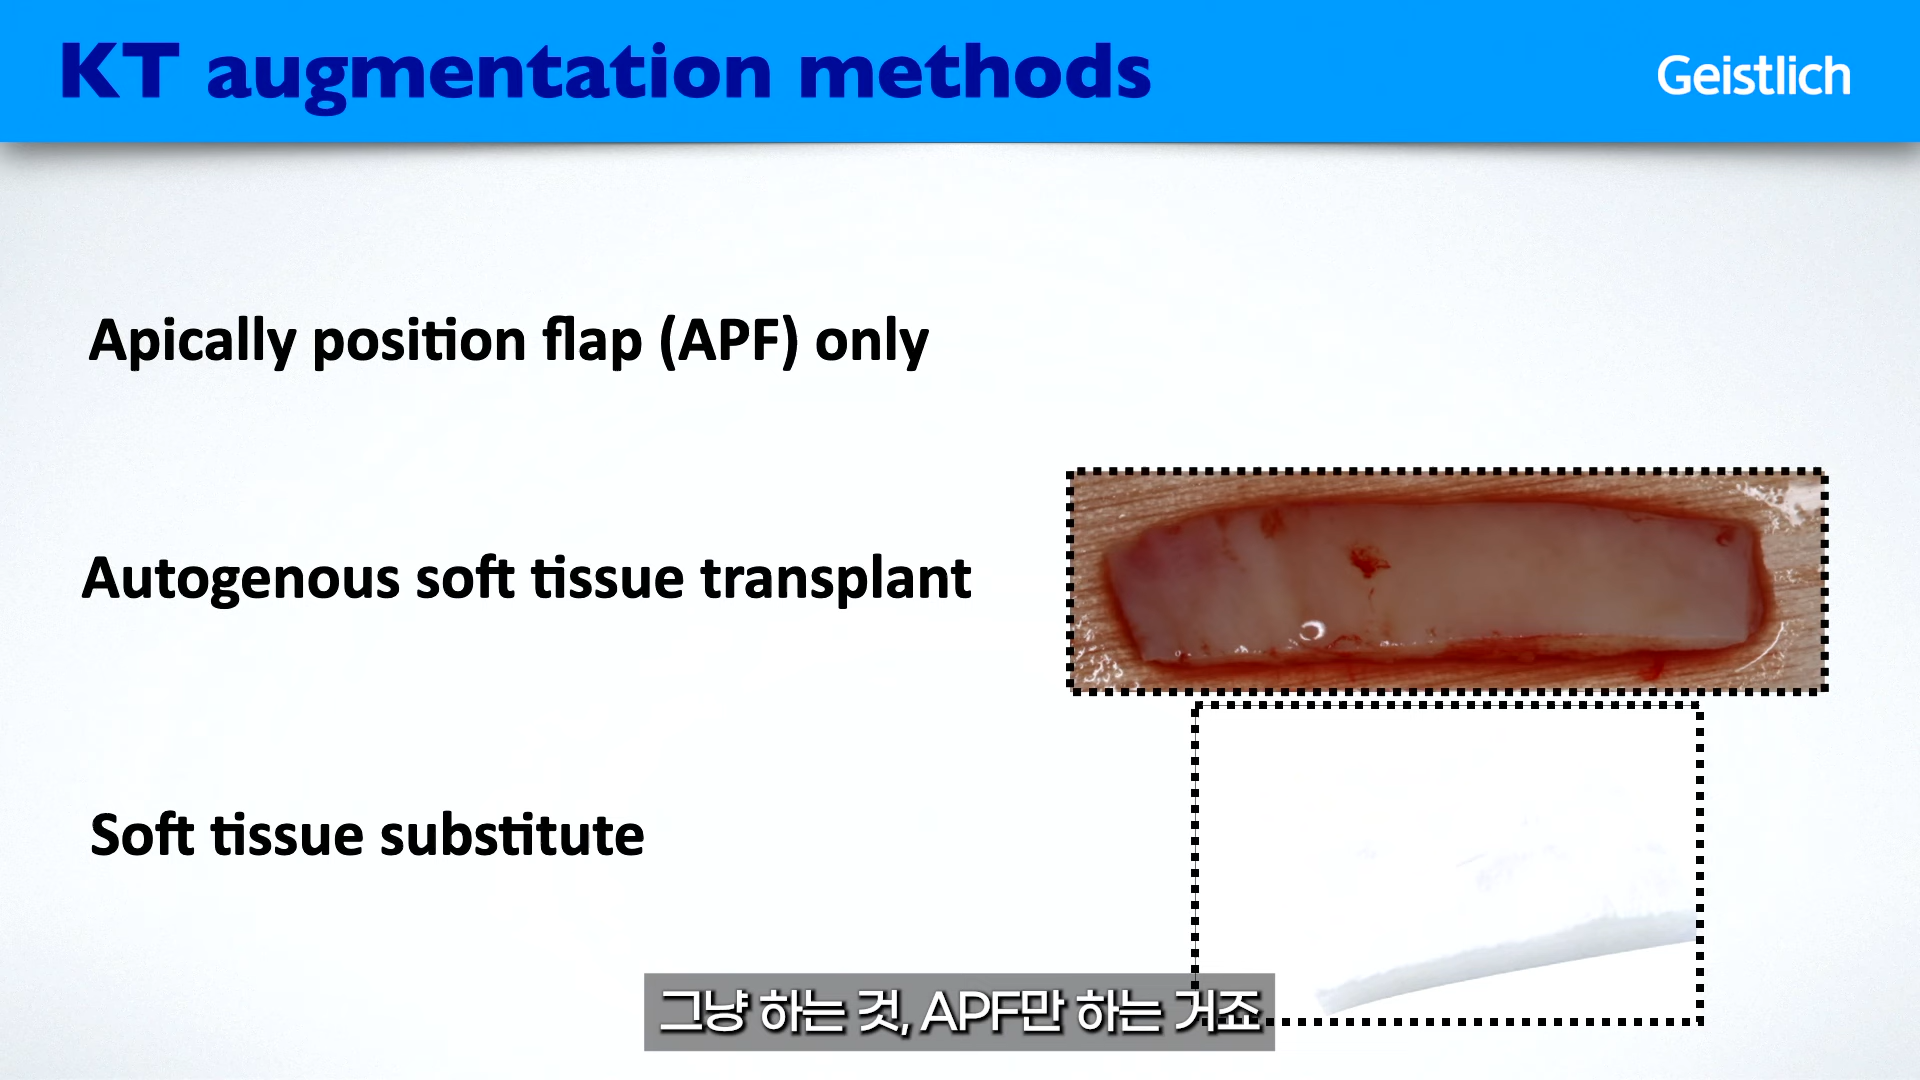 KT augmentation methods
Geistlich
Apically position flap (APF) only
Autogenous soft tissue transplant
Soft tissue substitute
그냥 하는 것, APF만 하는 거죠